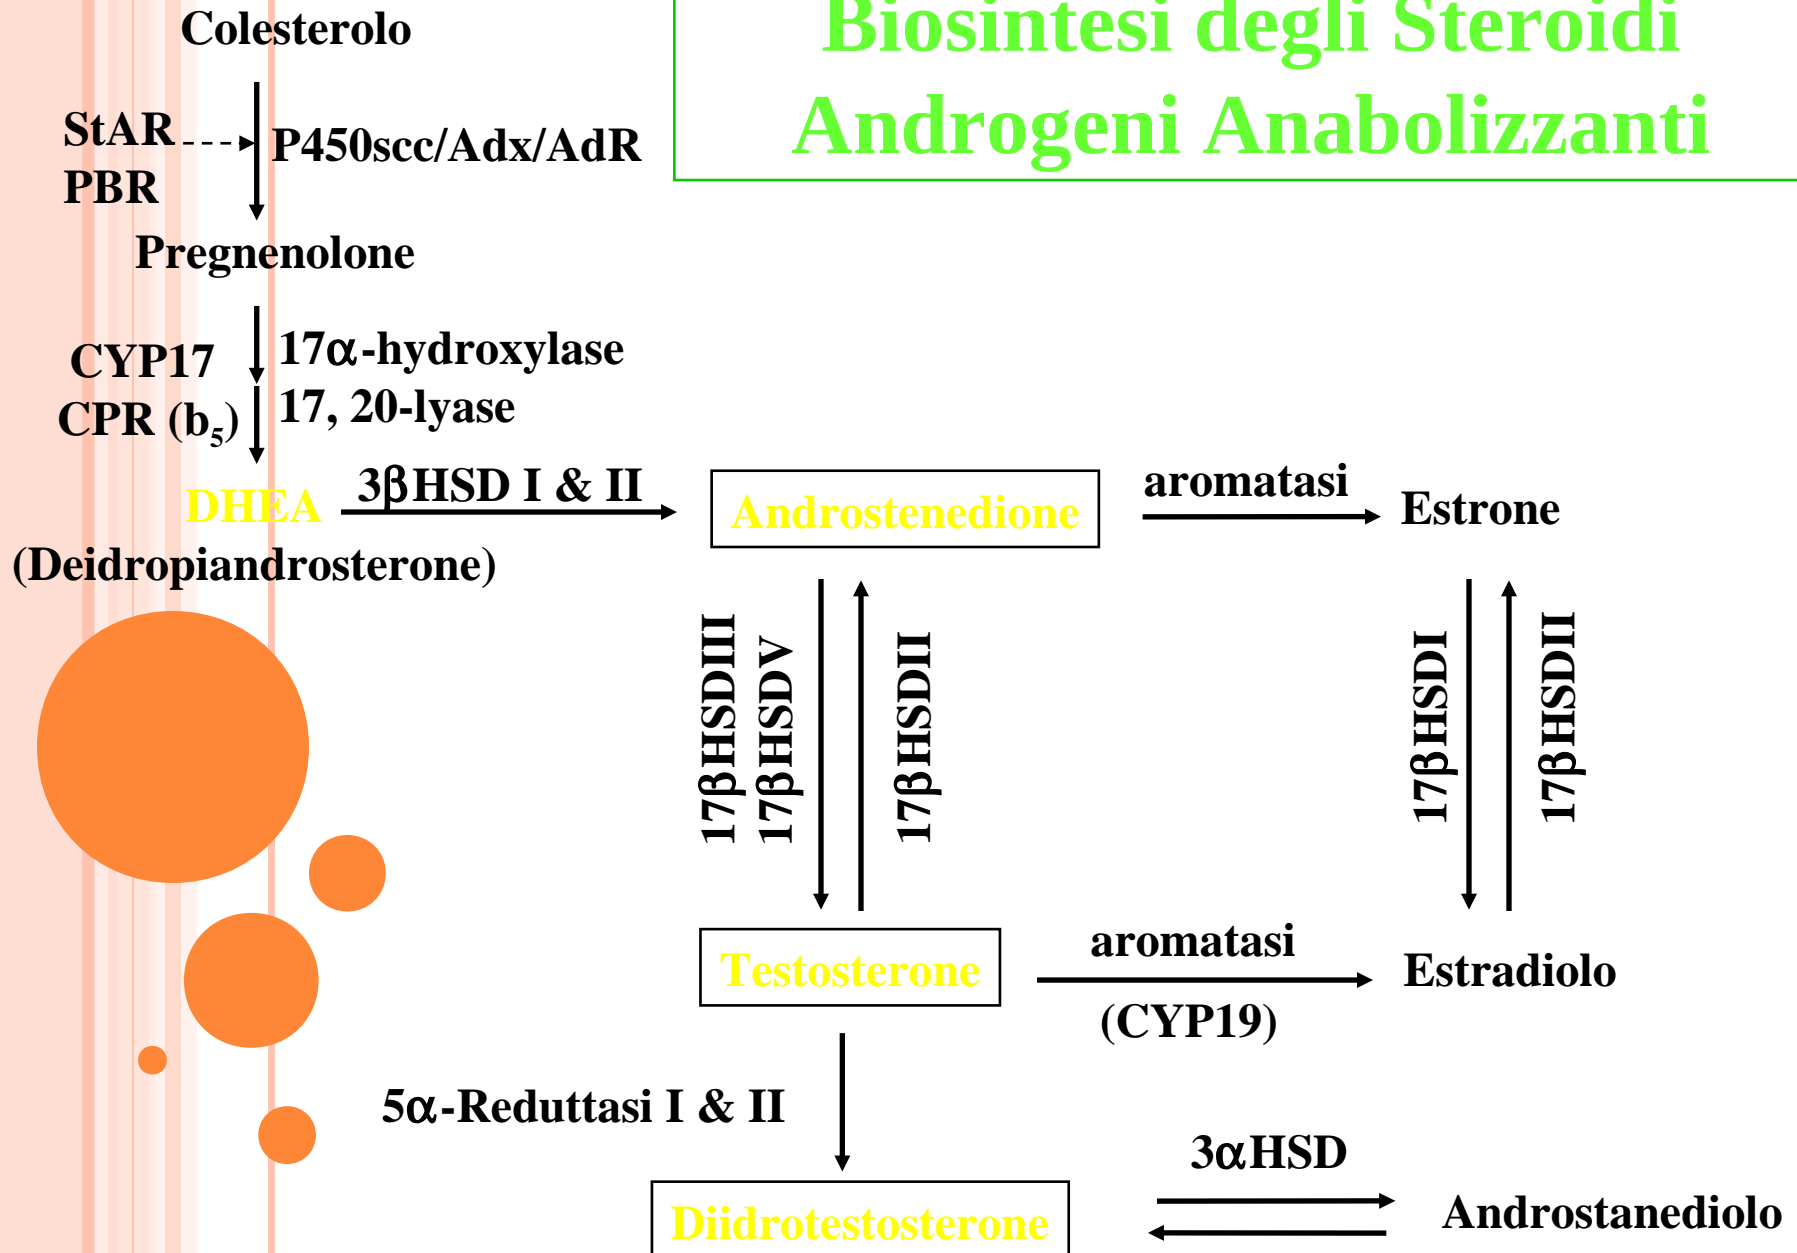 Biosintesi degli Steroidi
Androgeni Anabolizzanti
Colesterolo
StAR
PBR
P450scc/Adx/AdR
Pregnenolone
CYP17
CPR (b₅)
17α-hydroxylase
17, 20-lyase
DHEA
(Deidropiandrosterone)
3βHSD I & II
Androstenedione
aromatasi
Estrone
17βHSDIII
17βHSDV
17βHSDII
17βHSDI
17βHSDII
Testosterone
aromatasi
(CYP19)
Estradiolo
5α-Reduttasi I & II
Diidrotestosterone
3αHSD
Androstanediolo